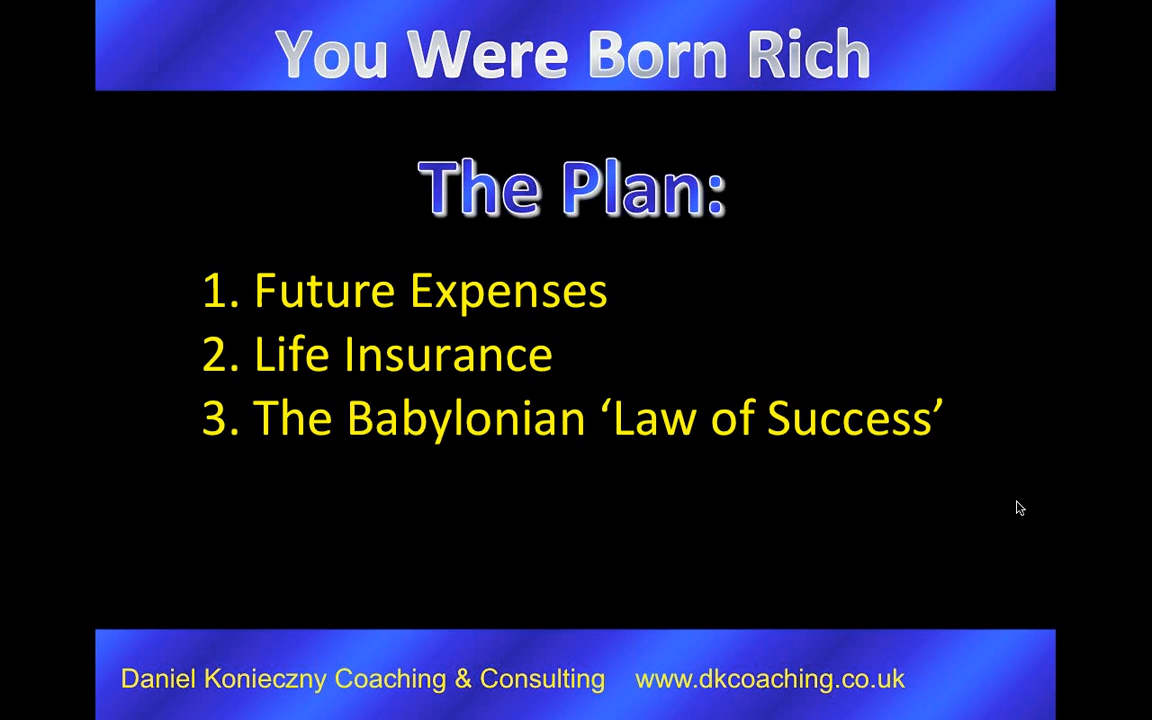 You Were Born Rich
The Plan:
1. Future Expenses
2. Life Insurance
3. The Babylonian ‘Law of Success’
Daniel Konieczny Coaching & Consulting www.dkcoaching.co.uk